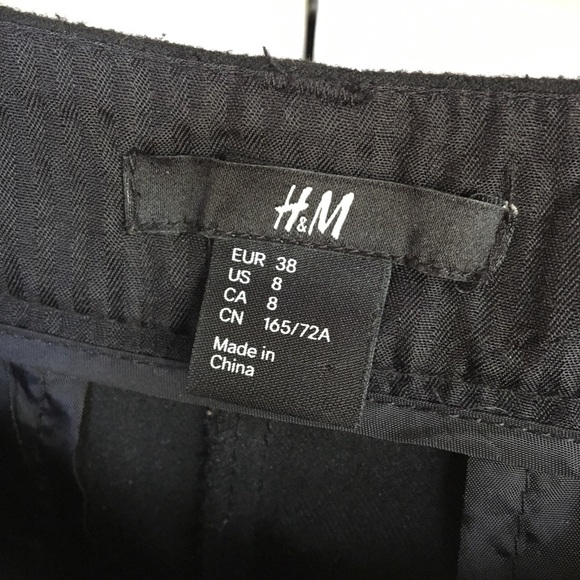 H&M
EUR 38
US 8
CA 8
CN 165/72A
Made in
China